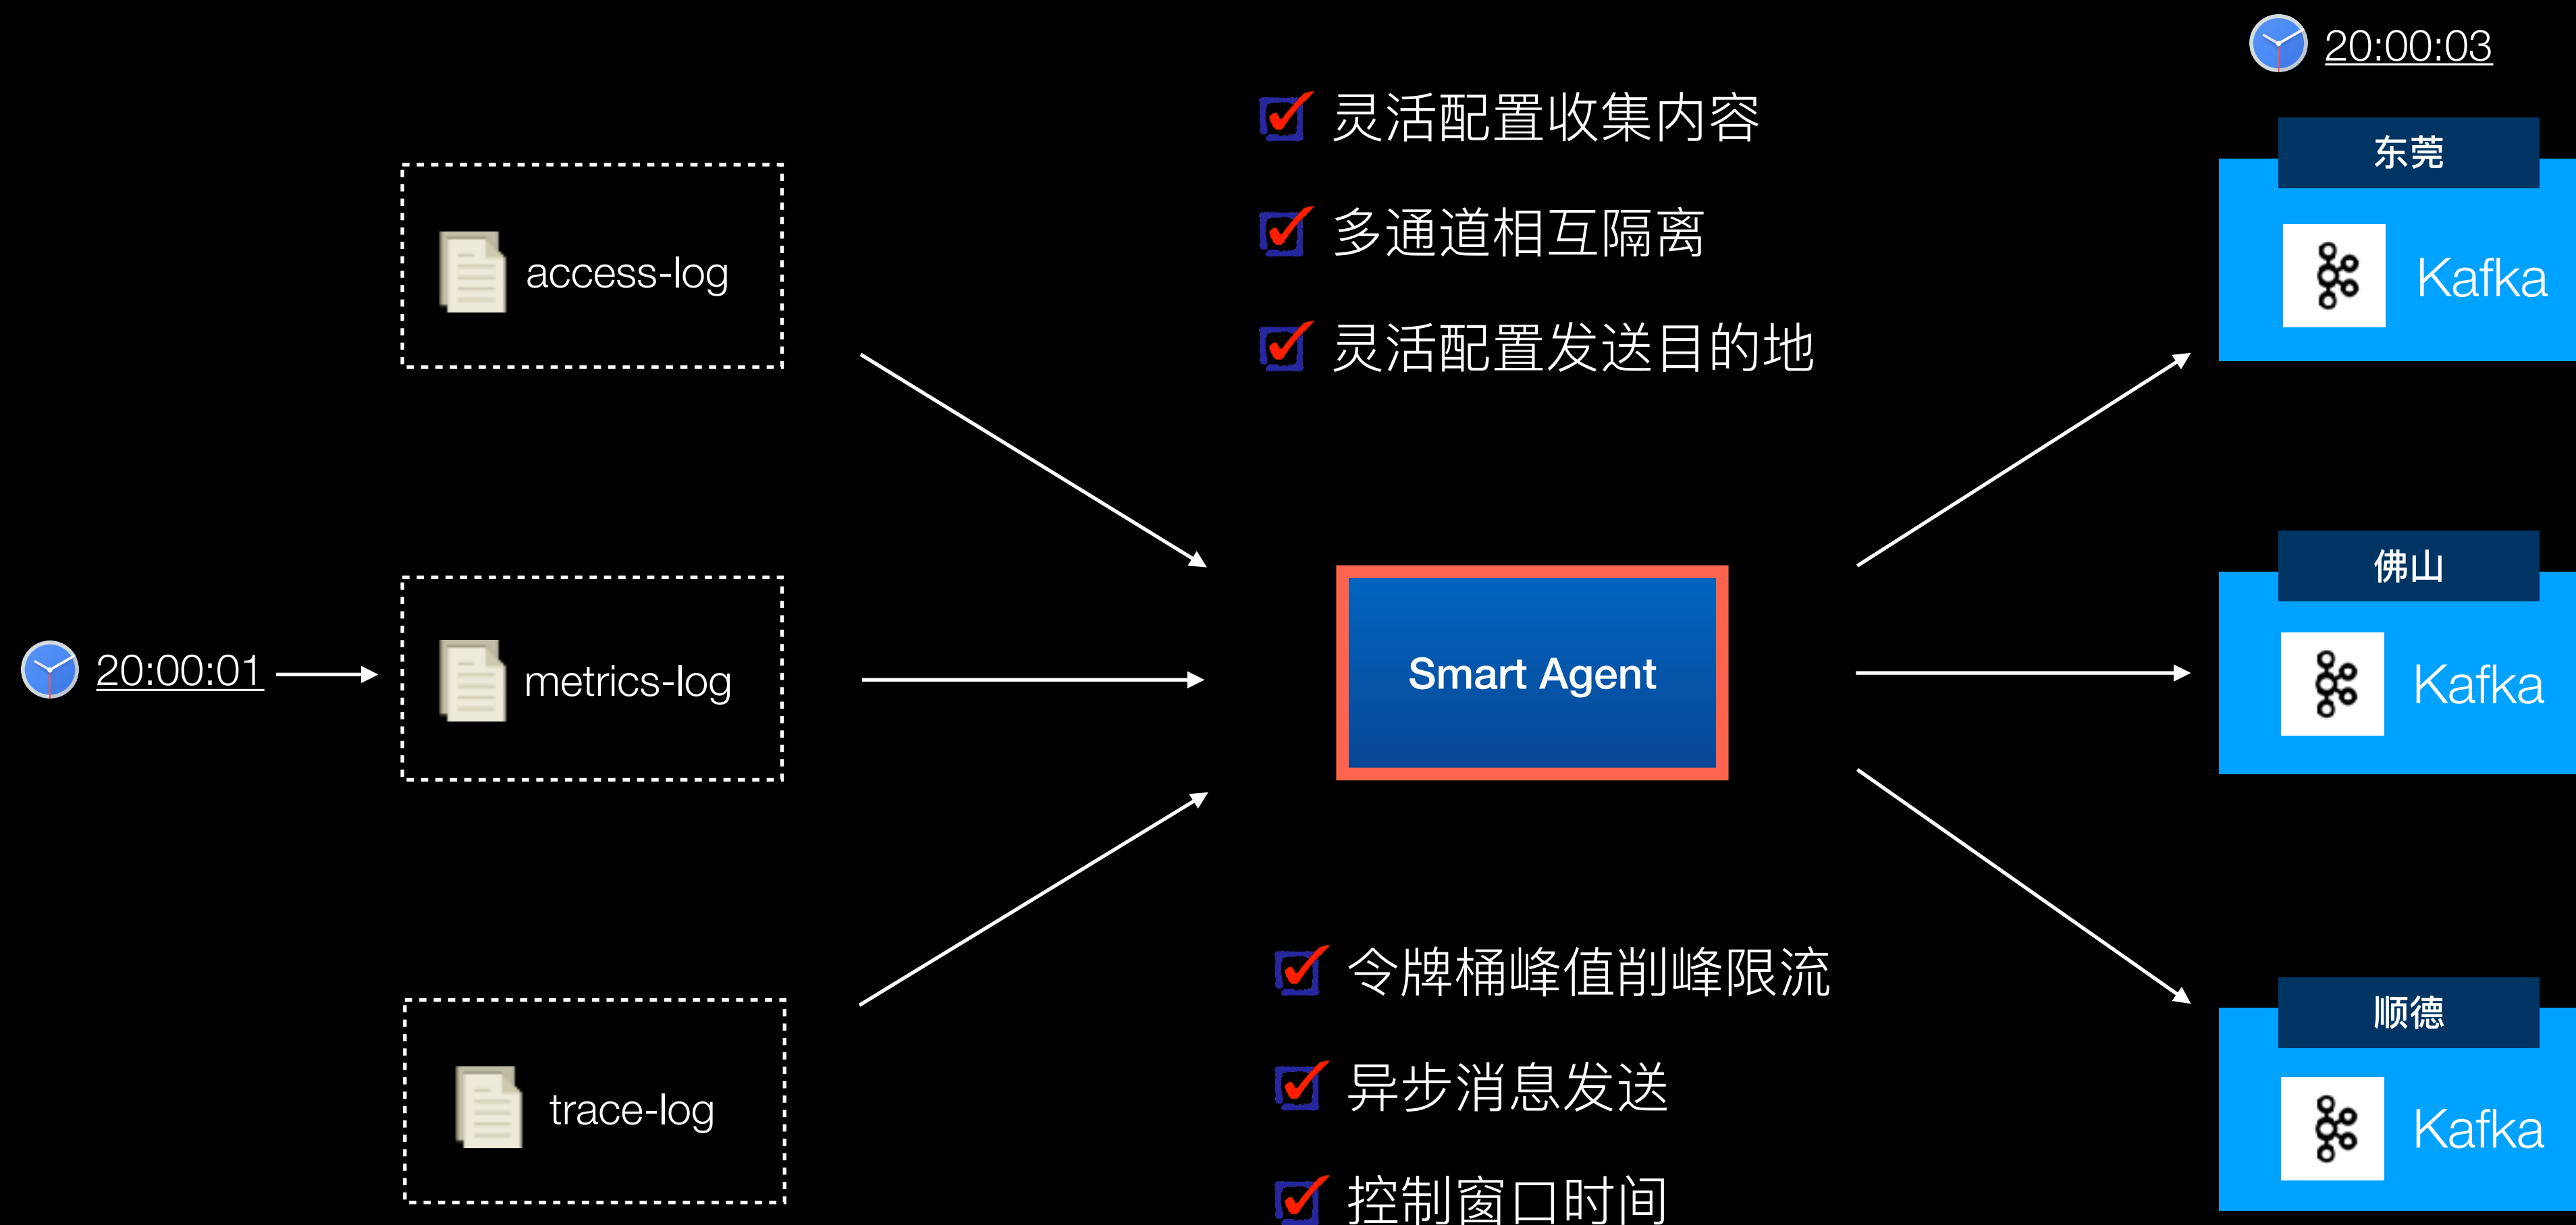 20:00:03
灵活配置收集内容
多通道相互隔离
灵活配置发送目的地
东莞
Kafka
access-log
佛山
Kafka
20:00:01
metrics-log
Smart Agent
令牌桶峰值削峰限流
异步消息发送
控制窗口时间
顺德
Kafka
trace-log